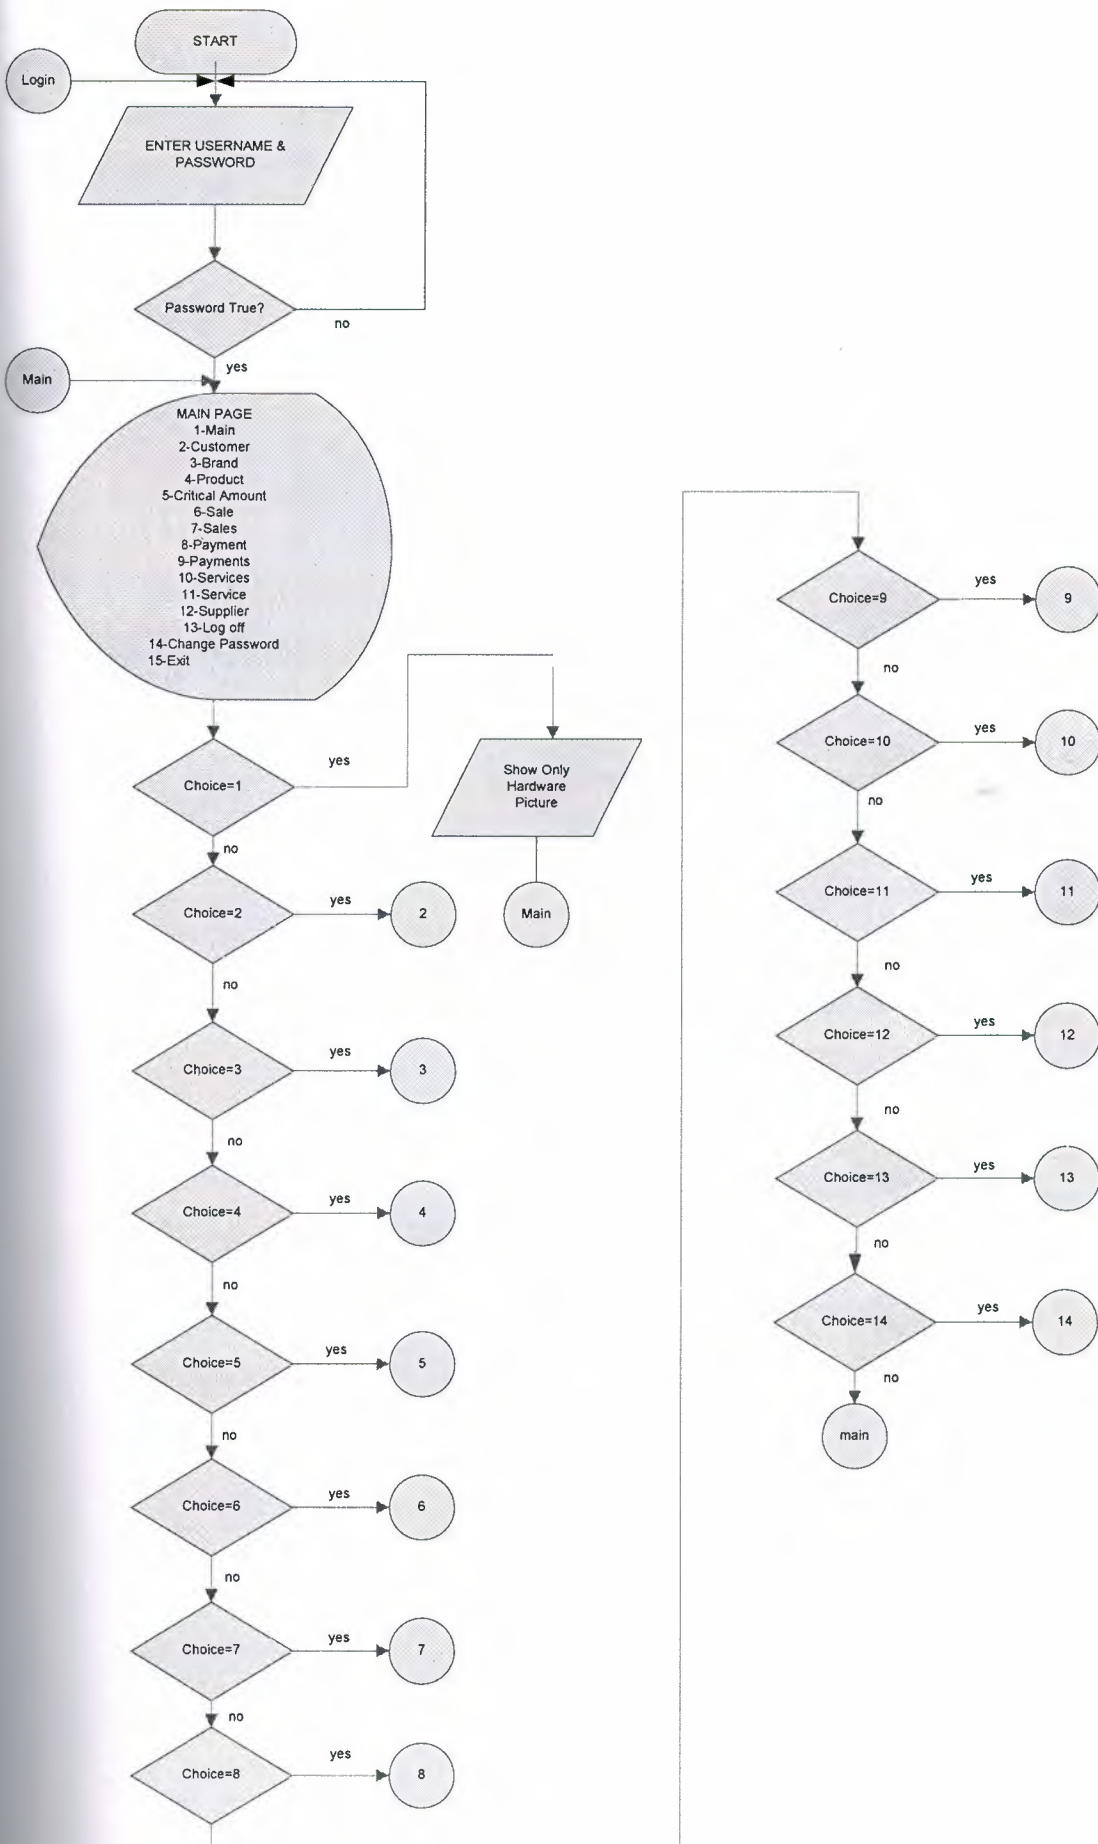 START
Login
ENTER USERNAME &
PASSWORD
Password True?
no
yes
Main
MAIN PAGE
1-Main
2-Customer
3-Brand
4-Product
5-Critical Amount
6-Sale
7-Sales
8-Payment
9-Payments
10-Services
11-Service
12-Supplier
13-Log off
14-Change Password
15-Exit
Choice=1
yes
Show Only
Hardware
Picture
Main
no
Choice=2
yes
2
no
Choice=3
yes
3
no
Choice=4
yes
4
no
Choice=5
yes
5
no
Choice=6
yes
6
no
Choice=7
yes
7
no
Choice=8
yes
8
Choice=9
yes
9
no
Choice=10
yes
10
no
Choice=11
yes
11
no
Choice=12
yes
12
no
Choice=13
yes
13
no
Choice=14
yes
14
no
main